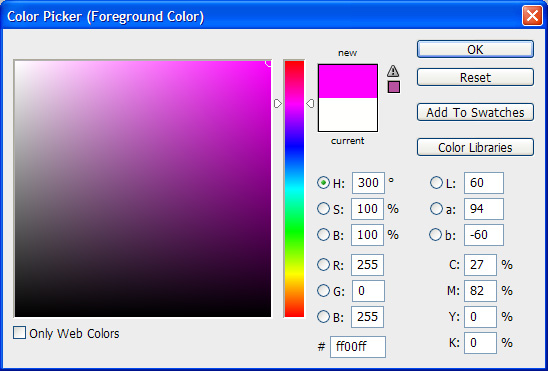 Color Picker (Foreground Color)
new
current
OK
Reset
Add To Swatches
Color Libraries
H: 300 °
S: 100 %
B: 100 %
R: 255
G: 0
B: 255
# ff00ff
L: 60
a: 94
b: -60
C: 27 %
M: 82 %
Y: 0 %
K: 0 %
Only Web Colors